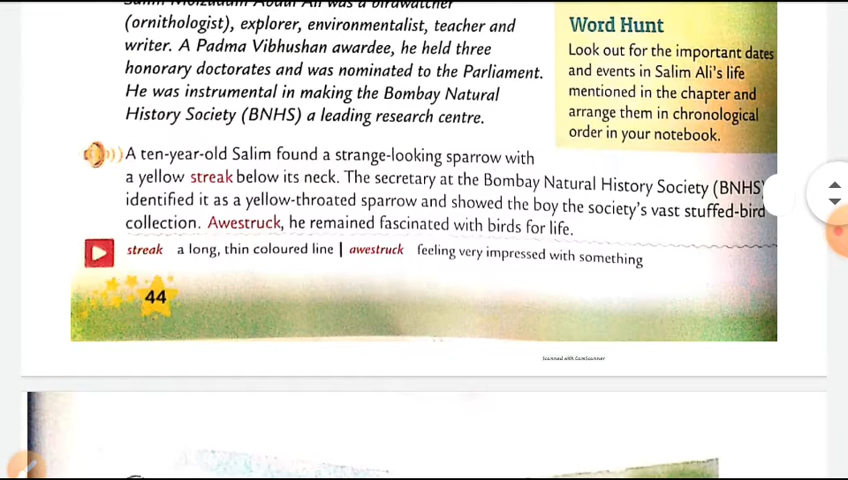 Salim Moizuddin Abdul Ali was a birdwatcher
(ornithologist), explorer, environmentalist, teacher and
writer. A Padma Vibhushan awardee, he held three
honorary doctorates and was nominated to the Parliament.
He was instrumental in making the Bombay Natural
History Society (BNHS) a leading research centre.
Word Hunt
Look out for the important dates
and events in Salim Ali's life
mentioned in the chapter and
arrange them in chronological
order in your notebook.
A ten-year-old Salim found a strange-looking sparrow with
a yellow streak below its neck. The secretary at the Bombay Natural History Society (BNHS)
identified it as a yellow-throated sparrow and showed the boy the society's vast stuffed-bird
collection. Awestruck, he remained fascinated with birds for life.
streak a long, thin coloured line | awestruck feeling very impressed with something
44
Scanned with CamScanner